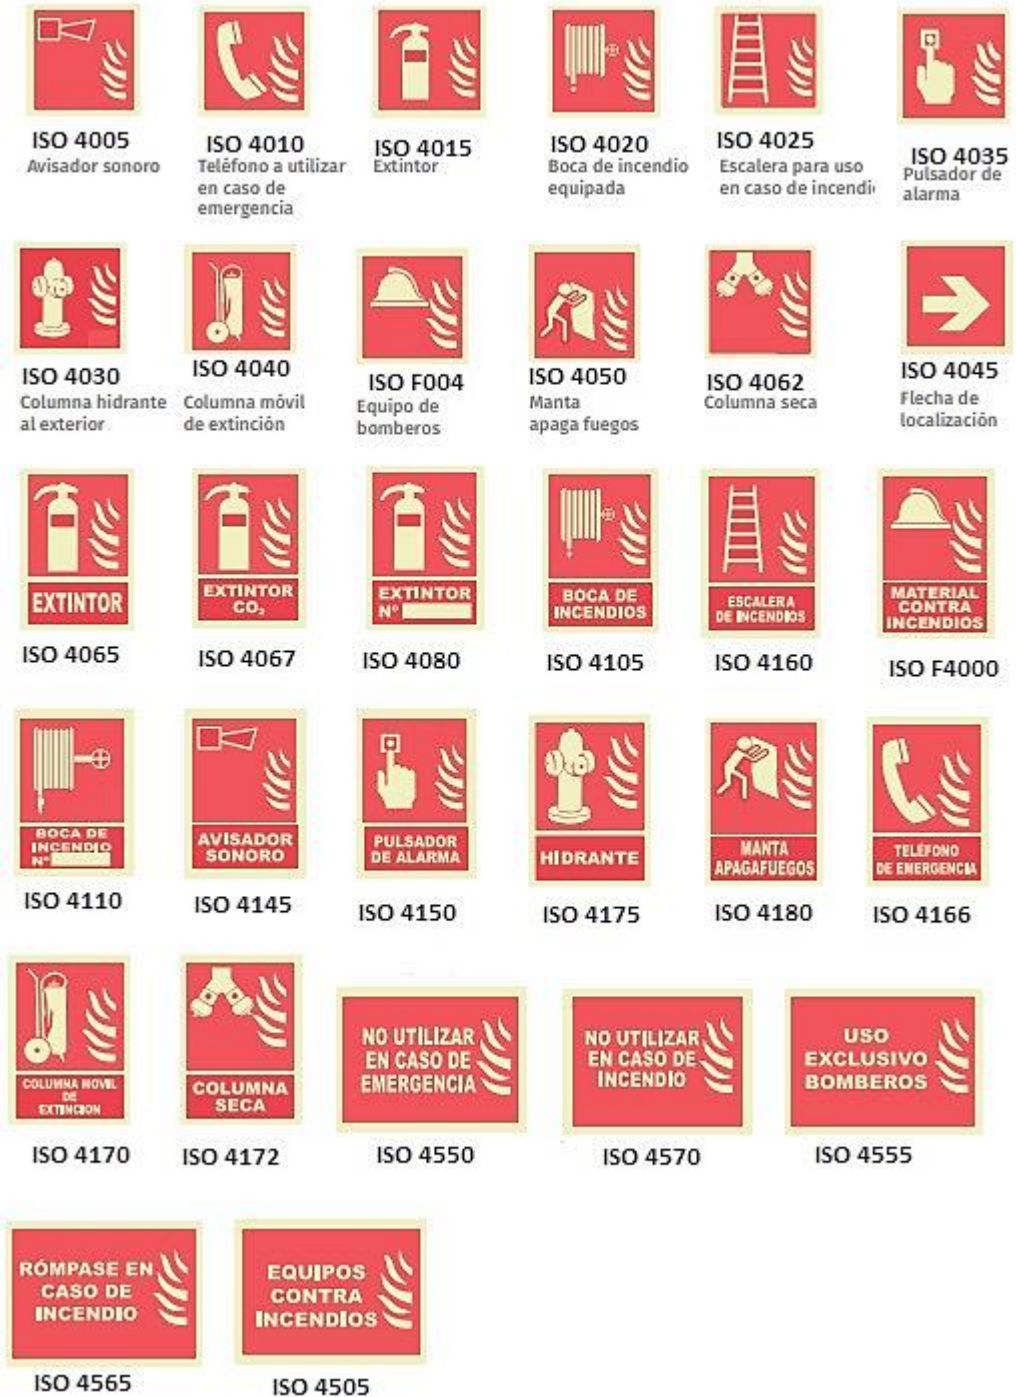 ISO 4005
Avisador sonoro
ISO 4010
Teléfono a utilizar
en caso de
emergencia
ISO 4015
Extintor
ISO 4020
Boca de incendio
equipada
ISO 4025
Escalera para uso
en caso de incendi
ISO 4035
Pulsador de
alarma
ISO 4030
Columna hidrante
al exterior
ISO 4040
Columna móvil
de extinción
ISO F004
Equipo de
bomberos
ISO 4050
Manta
apaga fuegos
ISO 4062
Columna seca
ISO 4045
Flecha de
localización
EXTINTOR
ISO 4065
EXTINTOR
CO₂
ISO 4067
EXTINTOR
Nº
ISO 4080
BOCA DE
INCENDIOS
ISO 4105
ESCALERA
DE INCENDIOS
ISO 4160
MATERIAL
CONTRA
INCENDIOS
ISO F4000
BOCA DE
INCENDIO
Nº
ISO 4110
AVISADOR
SONORO
ISO 4145
PULSADOR
DE ALARMA
ISO 4150
HIDRANTE
ISO 4175
MANTA
APAGAFUEGOS
ISO 4180
TELÉFONO
DE EMERGENCIA
ISO 4166
COLUMNA MOVIL
DE
EXTINCION
ISO 4170
COLUMNA
SECA
ISO 4172
NO UTILIZAR
EN CASO DE
EMERGENCIA
ISO 4550
NO UTILIZAR
EN CASO DE
INCENDIO
ISO 4570
USO
EXCLUSIVO
BOMBEROS
ISO 4555
RÓMPASE EN
CASO DE
INCENDIO
ISO 4565
EQUIPOS
CONTRA
INCENDIOS
ISO 4505